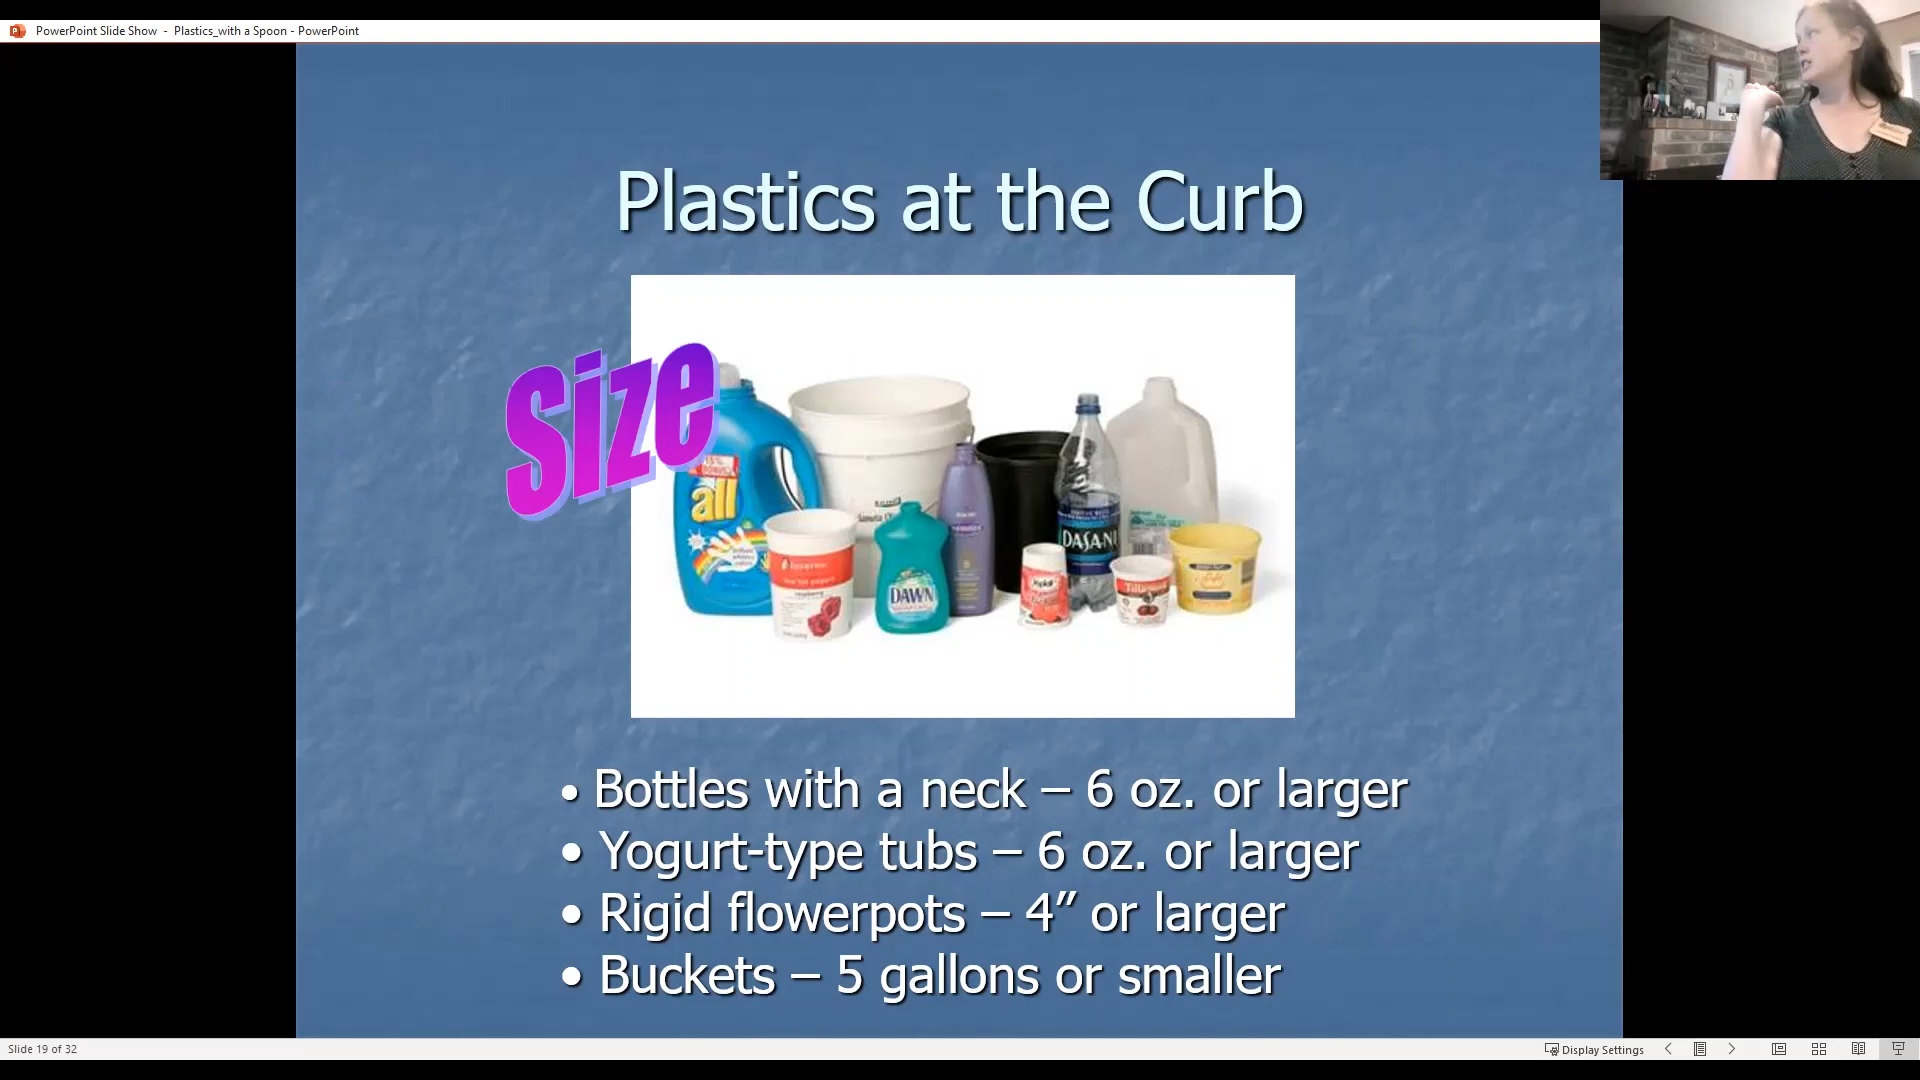 PowerPoint Slide Show - Plastics_with a Spoon - PowerPoint
Plastics at the Curb
Size
15%
all
DAWN
DASANI
• Bottles with a neck – 6 oz. or larger
• Yogurt-type tubs – 6 oz. or larger
• Rigid flowerpots – 4” or larger
• Buckets – 5 gallons or smaller
Slide 19 of 32
Display Settings